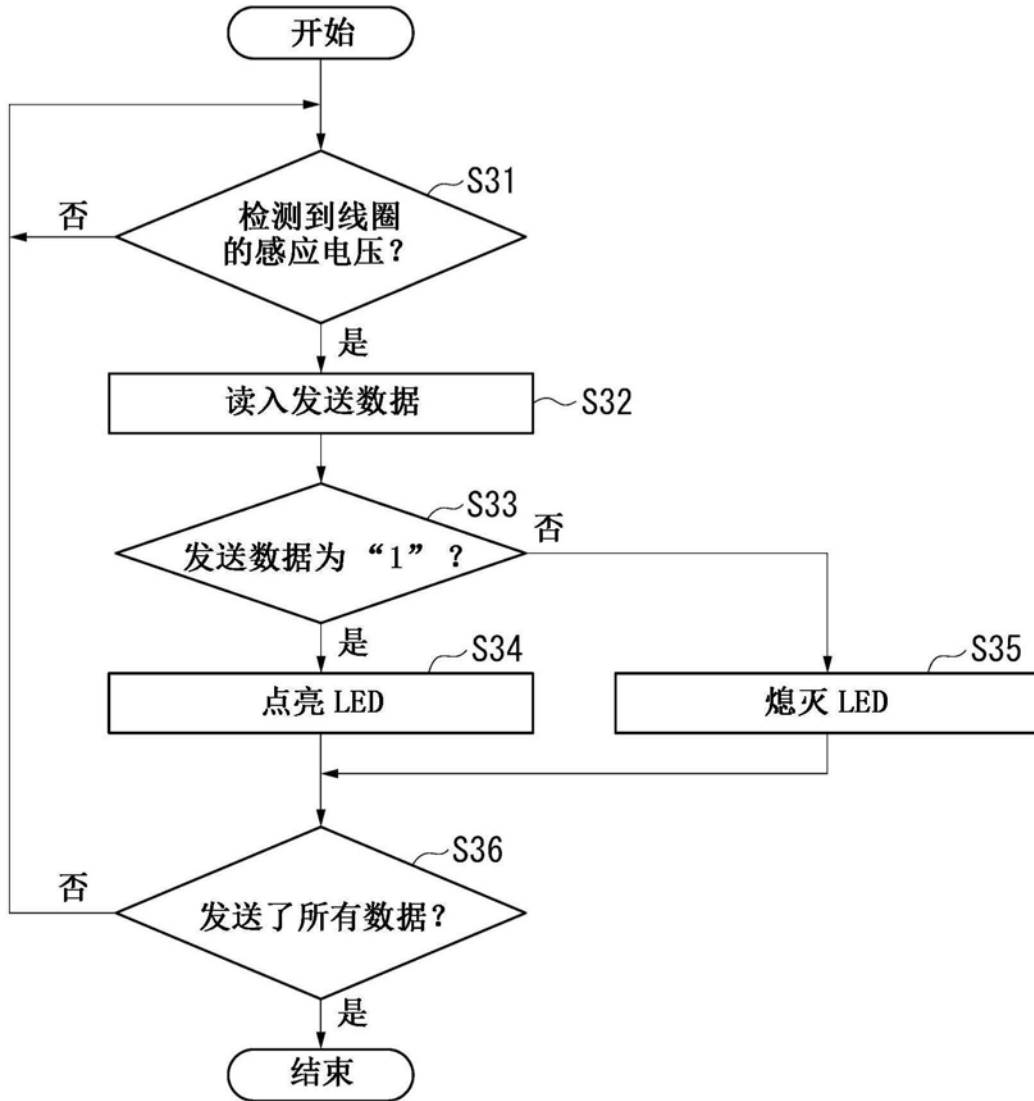 开始
S31
检测到线圈
的感应电压？
否
是
读入发送数据
S32
S33
发送数据为“1”？
否
是
S34
点亮 LED
S35
熄灭 LED
S36
发送了所有数据？
否
是
结束